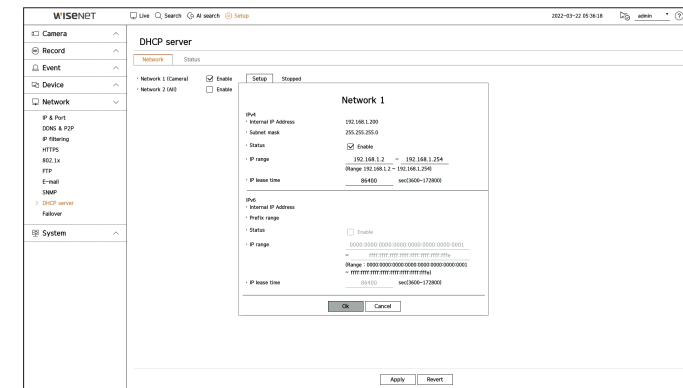 WISENET
Live Search AI search Setup 2022-03-22 05:36:18 admin
Camera
Record
Event
Device
Network
IP & Port
DDNS & P2P
IP filtering
HTTPS
802.1x
FTP
E-mail
SNMP
DHCP server
Failover
System
DHCP server
Network Status
Network 1 (Camera) Enable Setup Stopped
Network 2 (All) Enable
Network 1
IPv4
Internal IP Address 192.168.1.200
Subnet mask 255.255.255.0
Status Enable
IP range 192.168.1.2 ~ 192.168.1.254
(Range 192.168.1.2 ~ 192.168.1.254)
IP lease time 86400 sec(3600~172800)
IPv6
Internal IP Address
Prefix range
Status Enable
IP range 0000:0000:0000:0000:0000:0000:0000:0001
~ ffff:ffff:ffff:ffff:ffff:ffff:ffff:fffe
(Range : 0000:0000:0000:0000:0000:0000:0000:0001
~ ffff:ffff:ffff:ffff:ffff:ffff:ffff:fffe)
IP lease time 86400 sec(3600~172800)
Ok Cancel
Apply Revert